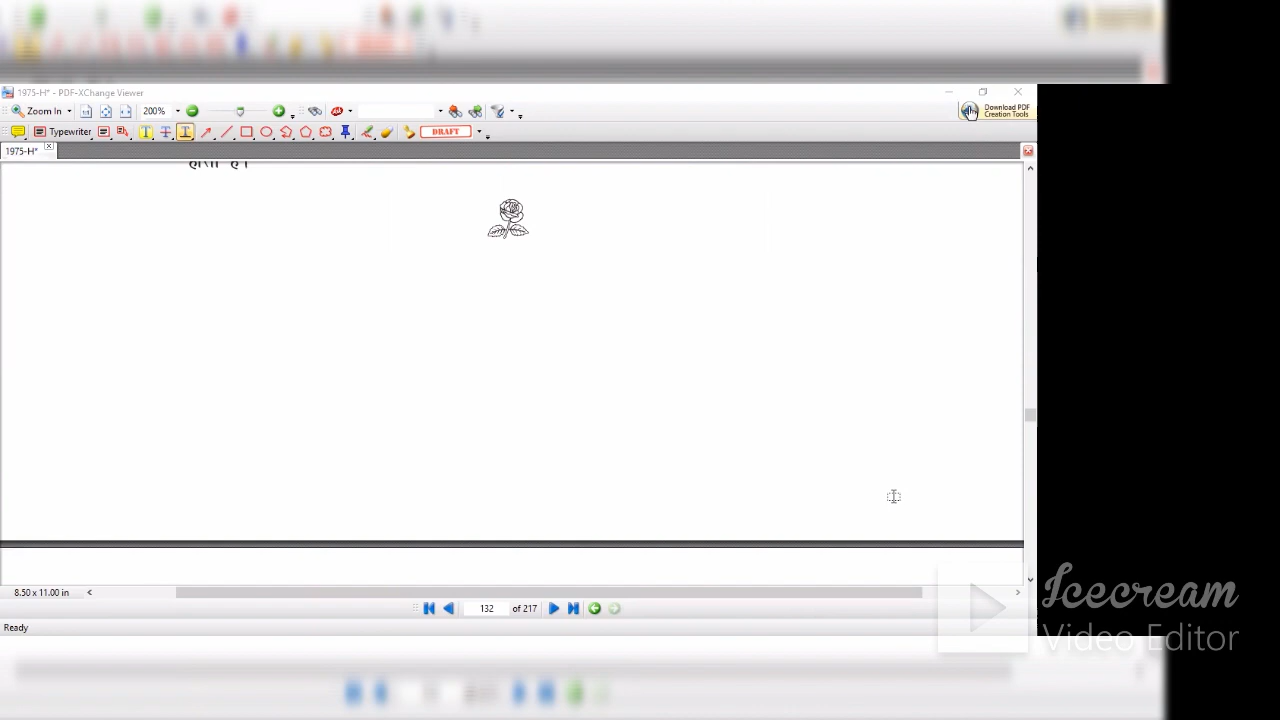 1975-H* - PDF-XChange Viewer
Zoom In 200%
Download PDF
Creation Tools
Typewriter DRAFT
1975-H*
8.50 x 11.00 in
132 of 217
Ready
Icecream
Video Editor